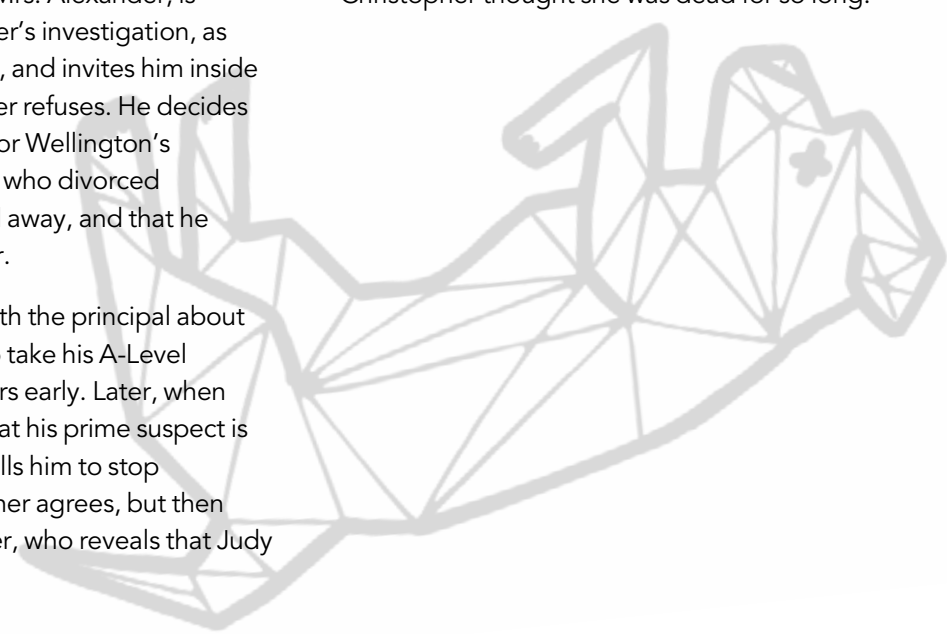 Mrs. Alexander, is
er's investigation, as
, and invites him inside
er refuses. He decides
or Wellington's
who divorced
away, and that he
r.
th the principal about
take his A-Level
rs early. Later, when
at his prime suspect is
lls him to stop
her agrees, but then
er, who reveals that Judy
Christopher thought she was dead for so long.